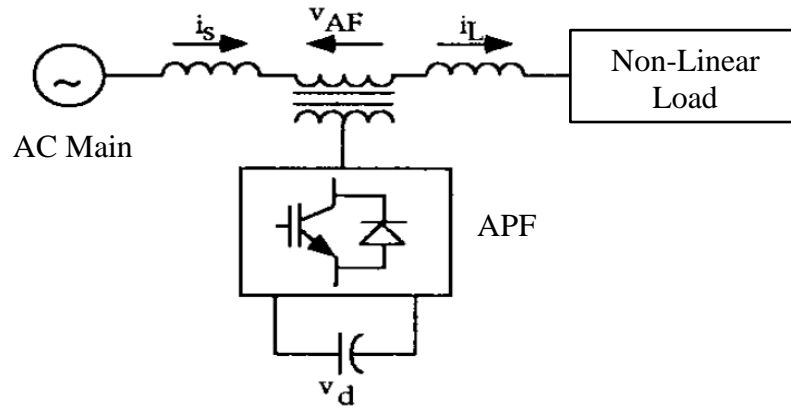 i_s
v_AF
i_L
~
Non-Linear
Load
AC Main
APF
v_d